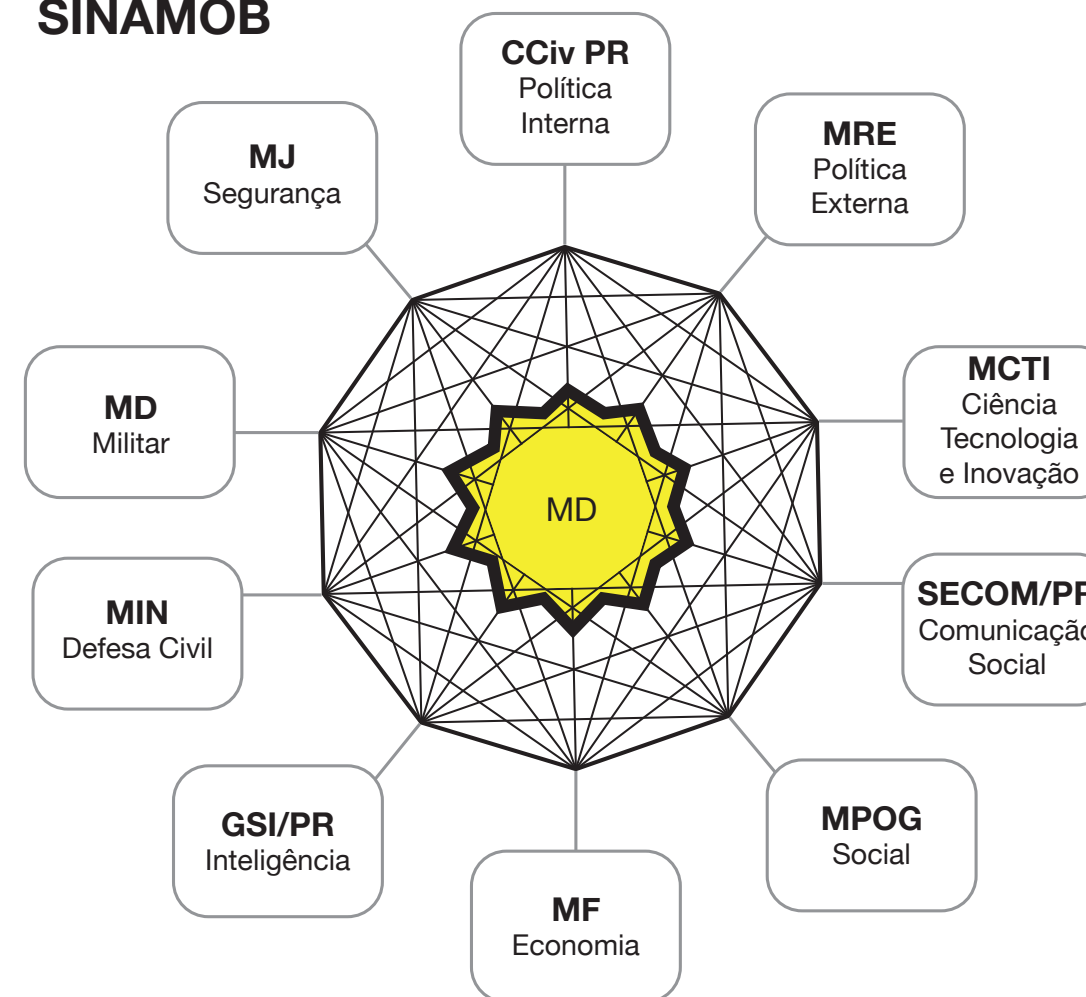 SINAMOB
CCiv PR
Política
Interna
MRE
Política
Externa
MJ
Segurança
MCTI
Ciência
Tecnologia
e Inovação
MD
Militar
MD
SECOM/PR
Comunicação
Social
MIN
Defesa Civil
MPOG
Social
GSI/PR
Inteligência
MF
Economia